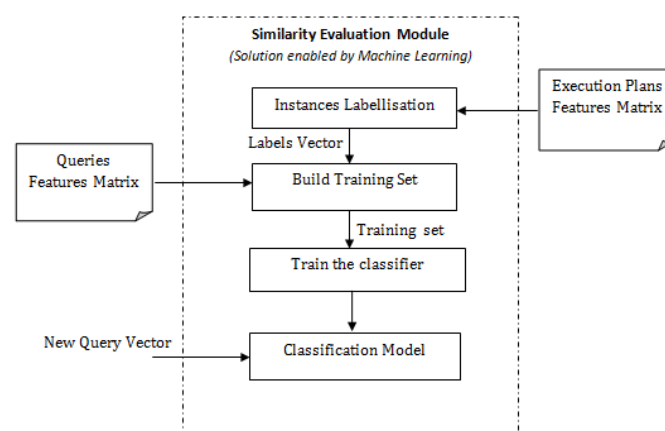 Similarity Evaluation Module
(Solution enabled by Machine Learning)
Instances Labellisation
Execution Plans
Features Matrix
Labels Vector
Queries
Features Matrix
Build Training Set
Training set
Train the classifier
New Query Vector
Classification Model